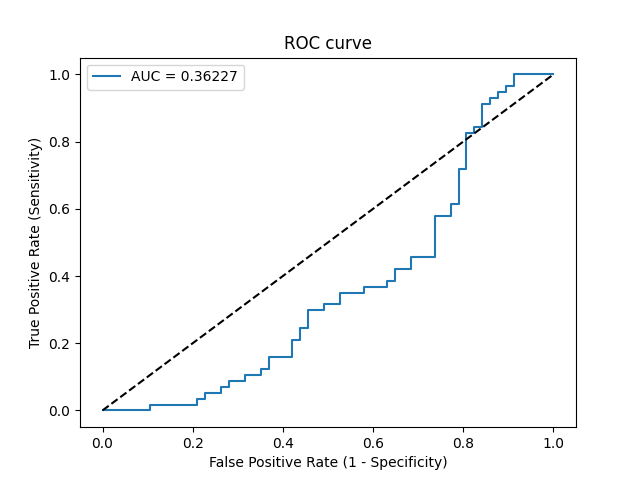 ROC curve
AUC = 0.36227
True Positive Rate (Sensitivity)
1.0
0.8
0.6
0.4
0.2
0.0
0.0 0.2 0.4 0.6 0.8 1.0
False Positive Rate (1 - Specificity)